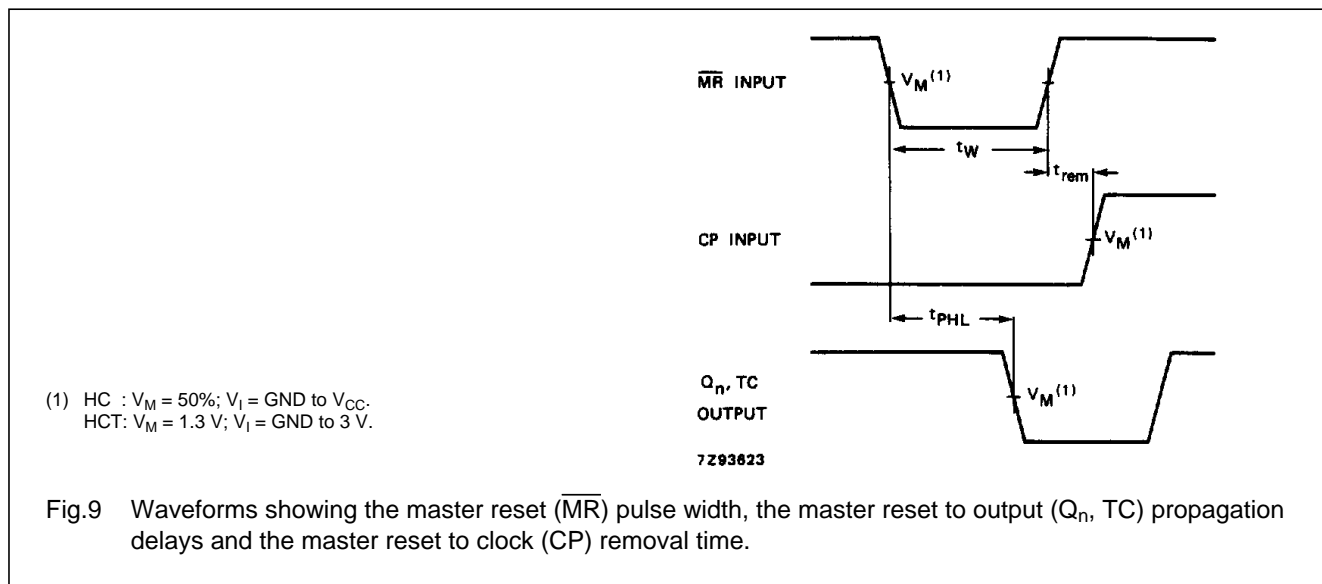 M̅R̅ INPUT
V_M (1)
t_W
t_rem
CP INPUT
V_M (1)
t_PHL
Q_n, TC
OUTPUT
V_M (1)
7Z93623
(1) HC : V_M = 50%; V_I = GND to V_CC.
HCT: V_M = 1.3 V; V_I = GND to 3 V.
Fig.9 Waveforms showing the master reset (M̅R̅) pulse width, the master reset to output (Q_n, TC) propagation
delays and the master reset to clock (CP) removal time.